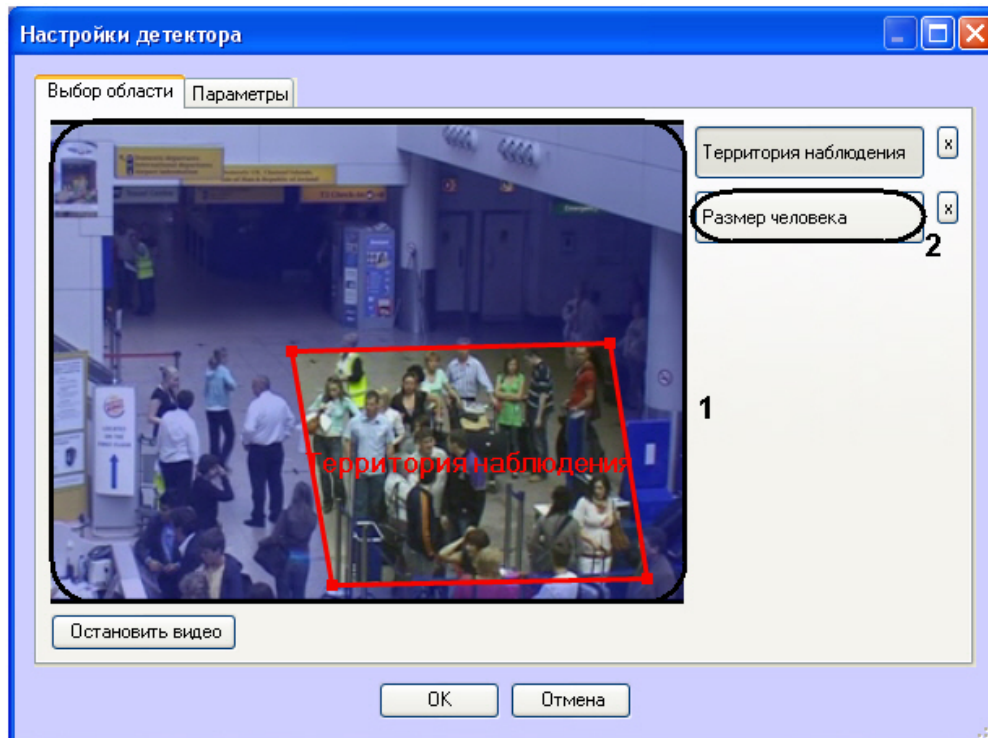 Настройки детектора
Выбор области
Параметры
Территория наблюдения
x
Размер человека
x
2
1
Территория наблюдения
Остановить видео
OK
Отмена